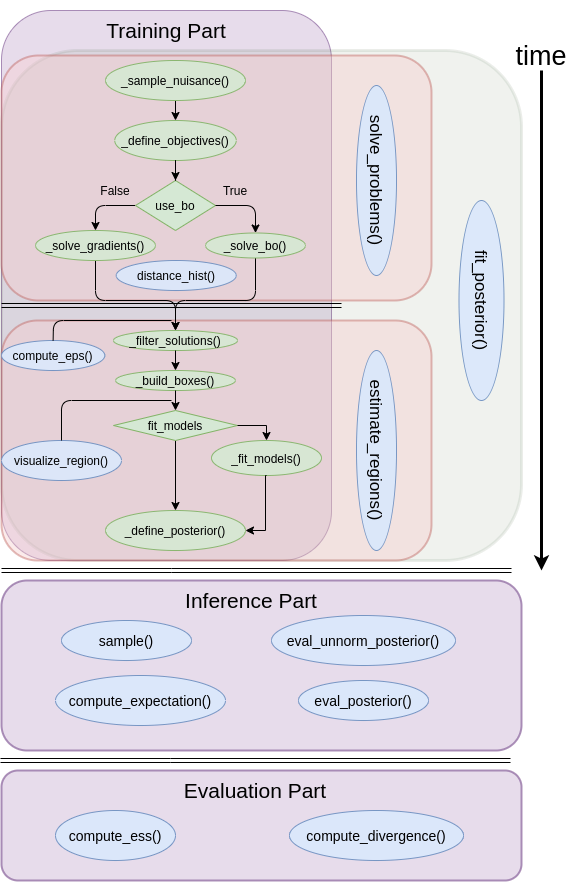 Training Part
time
_sample_nuisance()
_define_objectives()
solve_problems()
False
True
use_bo
_solve_gradients()
_solve_bo()
distance_hist()
fit_posterior()
_filter_solutions()
compute_eps()
_build_boxes()
fit_models
estimate_regions()
visualize_region()
_fit_models()
_define_posterior()
Inference Part
sample()
eval_unnorm_posterior()
compute_expectation()
eval_posterior()
Evaluation Part
compute_ess()
compute_divergence()